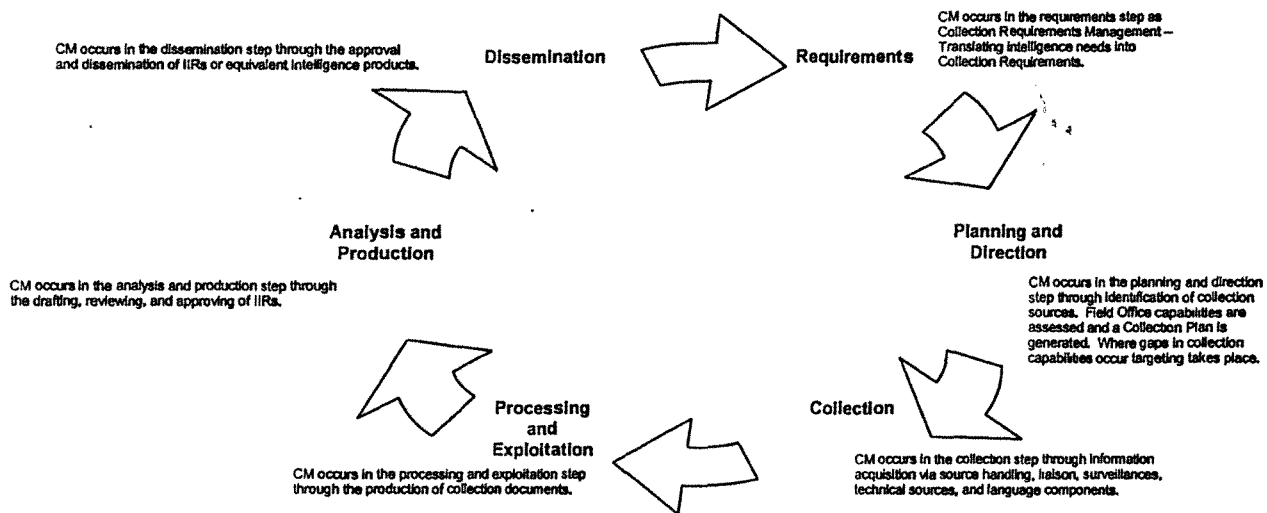 CM occurs in the requirements step as
Collection Requirements Management –
Translating intelligence needs into
Collection Requirements.
CM occurs in the dissemination step through the approval
and dissemination of IIRs or equivalent intelligence products.
Dissemination
Requirements
Analysis and
Production
Planning and
Direction
CM occurs in the analysis and production step through
the drafting, reviewing, and approving of IIRs.
CM occurs in the planning and direction
step through identification of collection
sources. Field Office capabilities are
assessed and a Collection Plan is
generated. Where gaps in collection
capabilities occur targeting takes place.
Processing
and
Exploitation
Collection
CM occurs in the processing and exploitation step
through the production of collection documents.
CM occurs in the collection step through information
acquisition via source handling, liaison, surveillances,
technical sources, and language components.